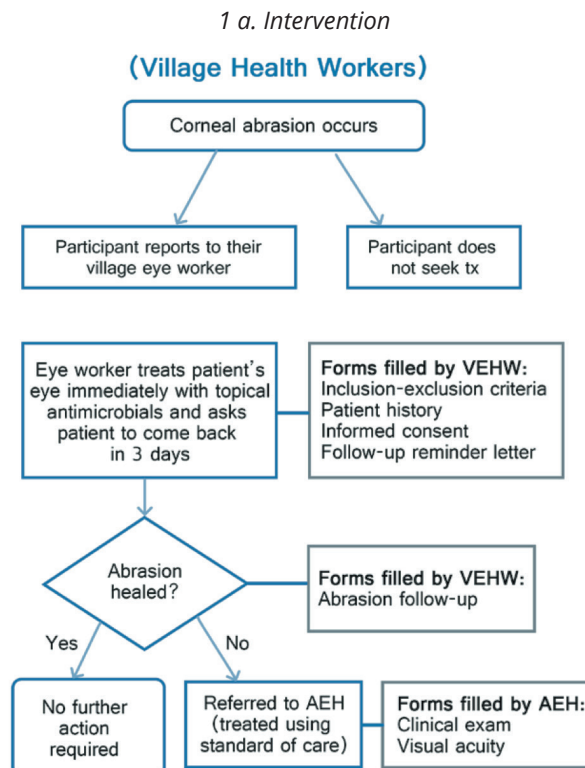 1 a. Intervention
(Village Health Workers)
Corneal abrasion occurs
Participant reports to their
village eye worker
Participant does
not seek tx
Eye worker treats patient's
eye immediately with topical
antimicrobials and asks
patient to come back
in 3 days
Forms filled by VEHW:
Inclusion-exclusion criteria
Patient history
Informed consent
Follow-up reminder letter
Abrasion
healed?
Forms filled by VEHW:
Abrasion follow-up
Yes
No
No further
action
required
Referred to AEH
(treated using
standard of care)
Forms filled by AEH:
Clinical exam
Visual acuity